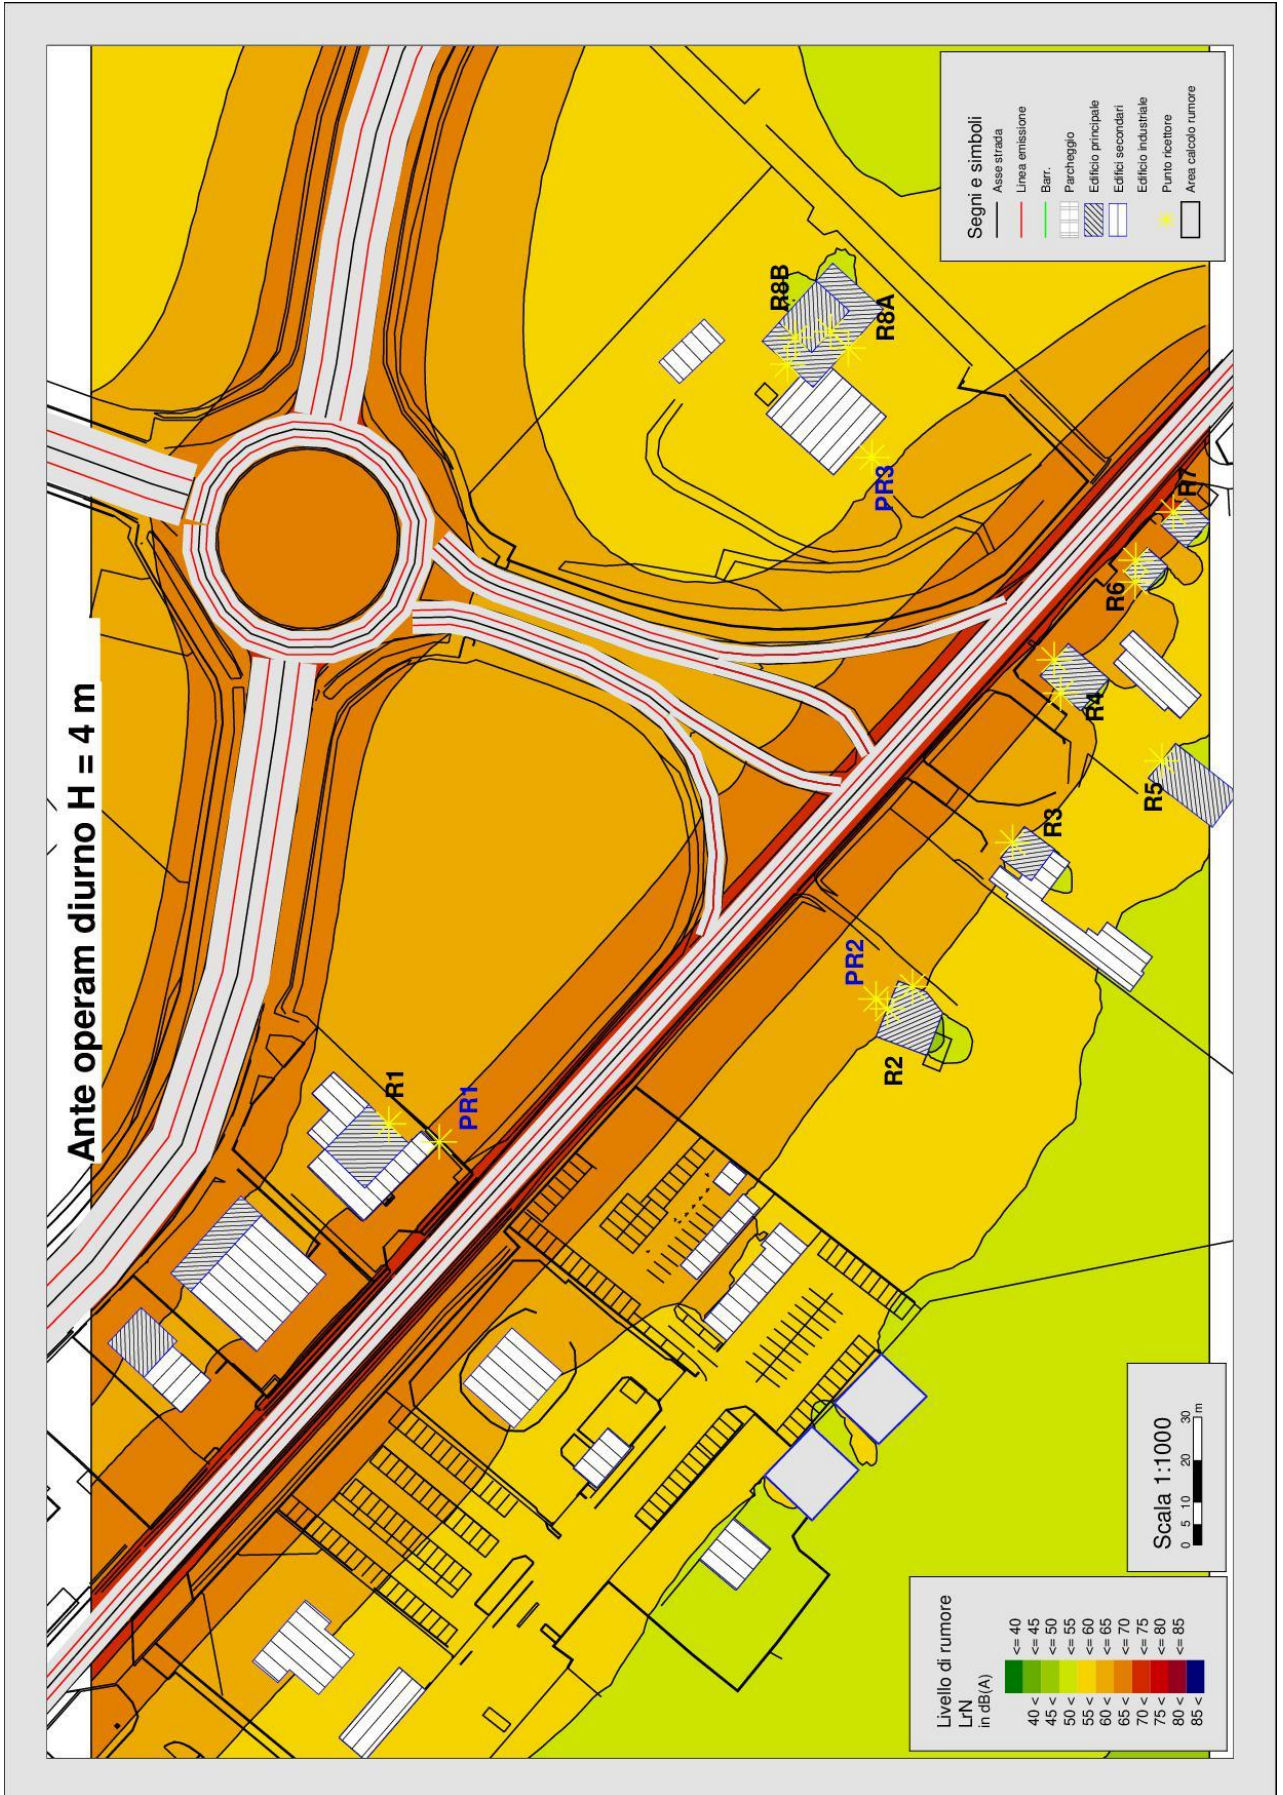 Ante operam diurno H = 4 m
R1
PR1
PR2
R2
R3
R5
R4
R6
R7
PR3
R8B
R8A
Livello di rumore
LrN
in dB(A)
<= 40
40 < <= 45
45 < <= 50
50 < <= 55
55 < <= 60
60 < <= 65
65 < <= 70
70 < <= 75
75 < <= 80
80 < <= 85
85 <
Scala 1:1000
0 5 10 20 30
m
Segni e simboli
Asse strada
Linea emissione
Barr.
Parcheggio
Edificio principale
Edifici secondari
Edificio industriale
Punto ricettore
Area calcolo rumore